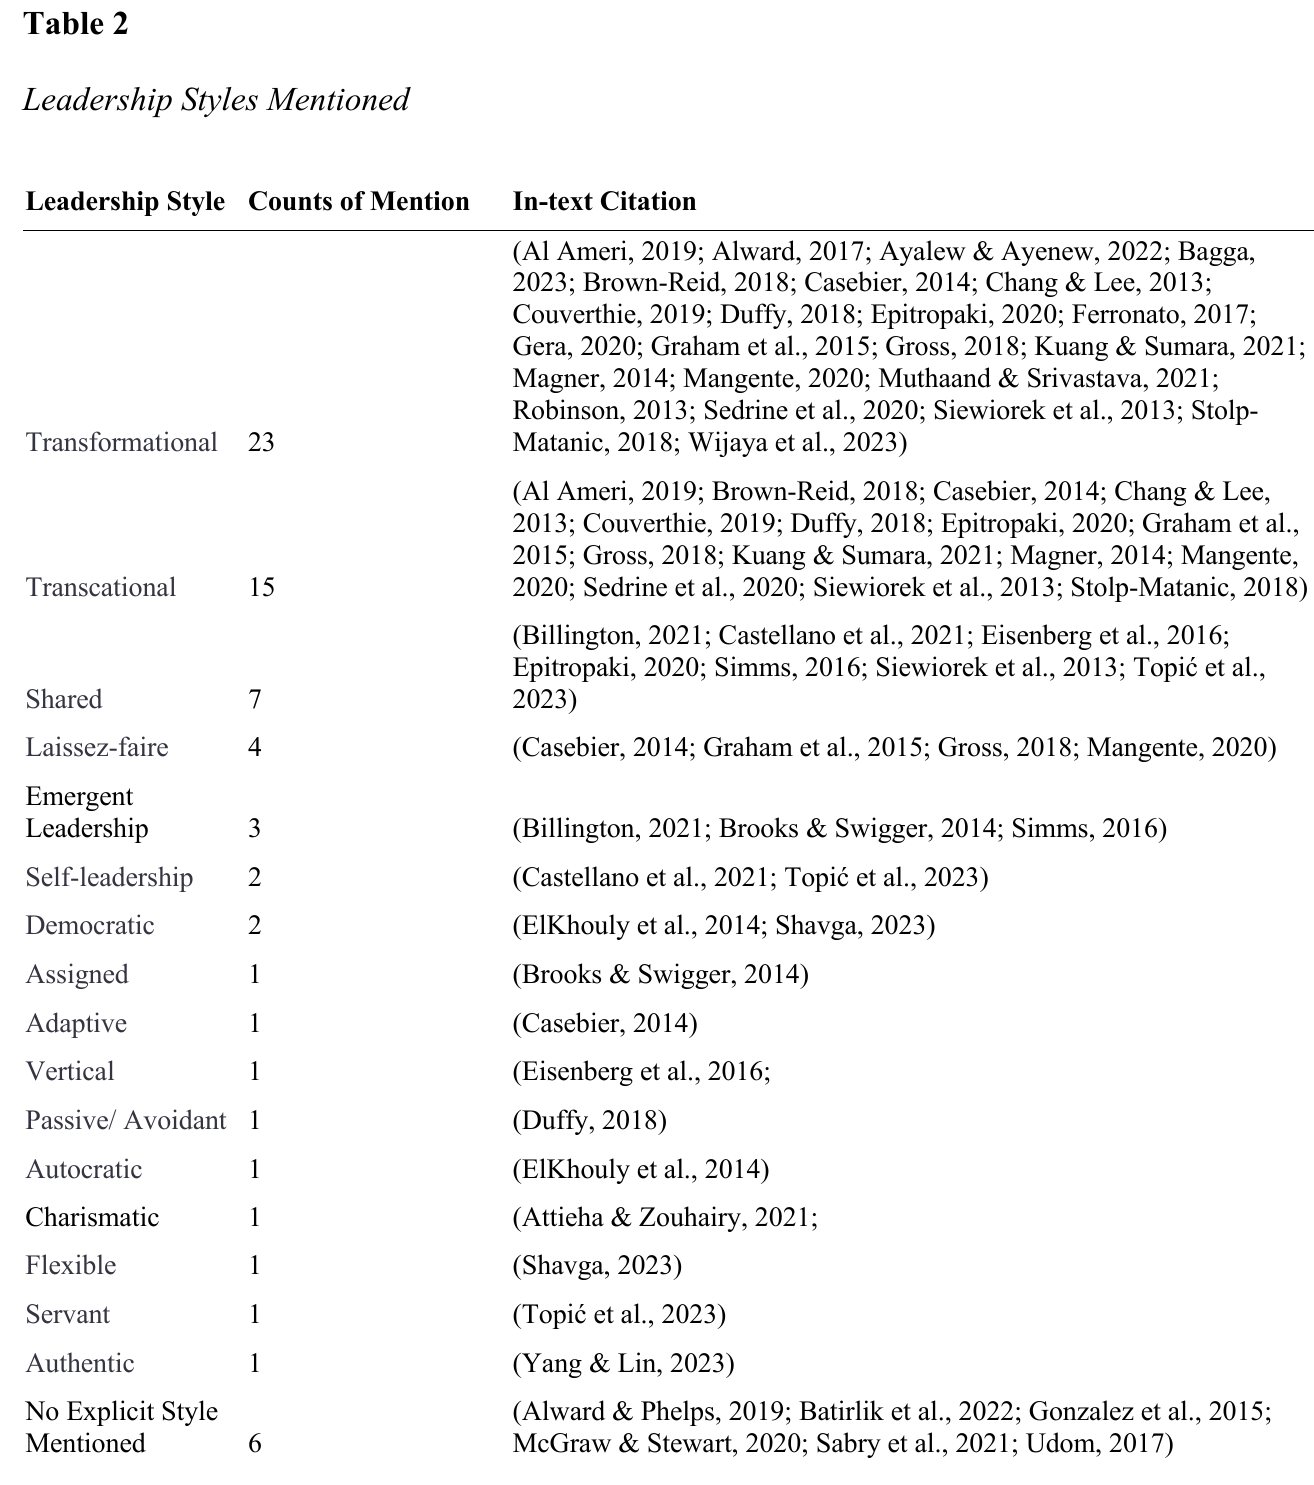 Table 2
Leadership Styles Mentioned
Leadership Style Counts of Mention In-text Citation
(Al Ameri, 2019; Alward, 2017; Ayalew & Ayenew, 2022; Bagga,
2023; Brown-Reid, 2018; Casebier, 2014; Chang & Lee, 2013;
Couverthie, 2019; Duffy, 2018; Epitropaki, 2020; Ferronato, 2017;
Gera, 2020; Graham et al., 2015; Gross, 2018; Kuang & Sumara, 2021;
Magner, 2014; Mangente, 2020; Muthaand & Srivastava, 2021;
Robinson, 2013; Sedrine et al., 2020; Siewiorek et al., 2013; Stolp-
Transformational 23 Matanic, 2018; Wijaya et al., 2023)
(Al Ameri, 2019; Brown-Reid, 2018; Casebier, 2014; Chang & Lee,
2013; Couverthie, 2019; Duffy, 2018; Epitropaki, 2020; Graham et al.,
2015; Gross, 2018; Kuang & Sumara, 2021; Magner, 2014; Mangente,
Transcational 15 2020; Sedrine et al., 2020; Siewiorek et al., 2013; Stolp-Matanic, 2018)
(Billington, 2021; Castellano et al., 2021; Eisenberg et al., 2016;
Epitropaki, 2020; Simms, 2016; Siewiorek et al., 2013; Topić et al.,
Shared 7 2023)
Laissez-faire 4 (Casebier, 2014; Graham et al., 2015; Gross, 2018; Mangente, 2020)
Emergent
Leadership 3 (Billington, 2021; Brooks & Swigger, 2014; Simms, 2016)
Self-leadership 2 (Castellano et al., 2021; Topić et al., 2023)
Democratic 2 (ElKhouly et al., 2014; Shavga, 2023)
Assigned 1 (Brooks & Swigger, 2014)
Adaptive 1 (Casebier, 2014)
Vertical 1 (Eisenberg et al., 2016;
Passive/ Avoidant 1 (Duffy, 2018)
Autocratic 1 (ElKhouly et al., 2014)
Charismatic 1 (Attieha & Zouhairy, 2021;
Flexible 1 (Shavga, 2023)
Servant 1 (Topić et al., 2023)
Authentic 1 (Yang & Lin, 2023)
No Explicit Style (Alward & Phelps, 2019; Batirlik et al., 2022; Gonzalez et al., 2015;
Mentioned 6 McGraw & Stewart, 2020; Sabry et al., 2021; Udom, 2017)